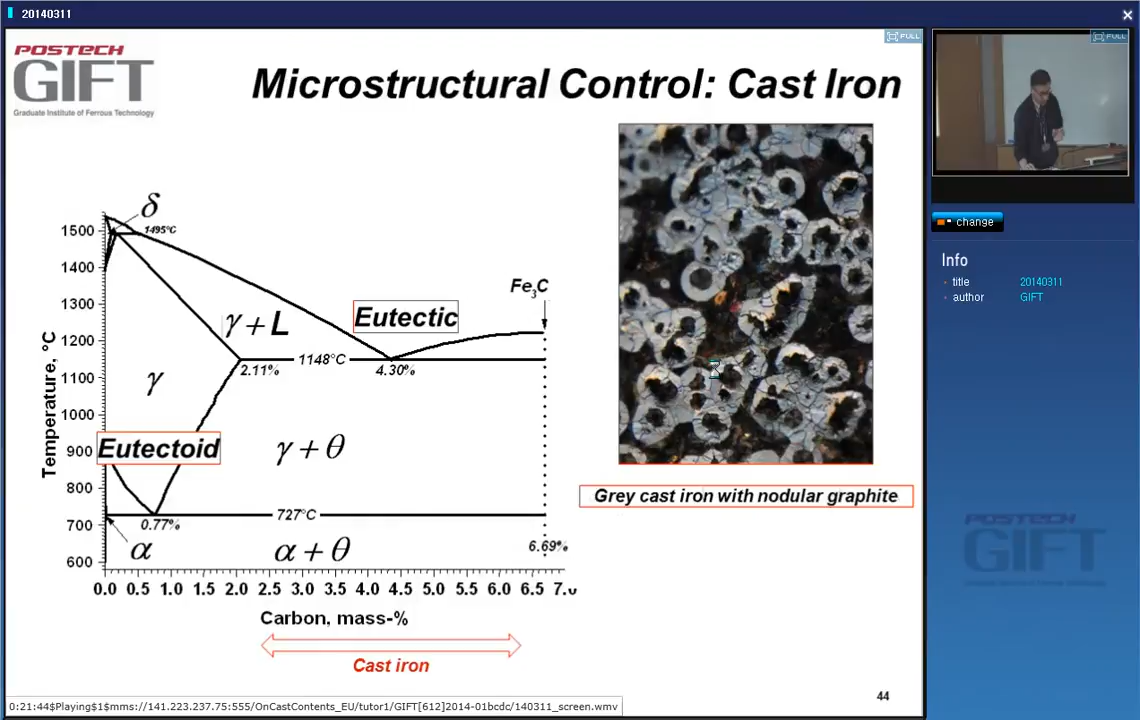 20140311
POSTECH
GIFT
Graduate Institute of Ferrous Technology
FULL
Microstructural Control: Cast Iron
FULL
change
Info
title 20140311
author GIFT
Temperature, °C
1500
1400
1300
1200
1100
1000
900
800
700
600
δ
1495°C
Fe3C
γ + L
Eutectic
1148°C
2.11%
4.30%
γ
Eutectoid
γ + θ
727°C
0.77%
α
α + θ
6.69%
0.0 0.5 1.0 1.5 2.0 2.5 3.0 3.5 4.0 4.5 5.0 5.5 6.0 6.5 7.0
Carbon, mass-%
Cast iron
Grey cast iron with nodular graphite
POSTECH
GIFT
44
0:21:44$Playing$1$mms://141.223.237.75:555/OnCastContents_EU/tutor1/GIFT[612]2014-01bcdc/140311_screen.wmv